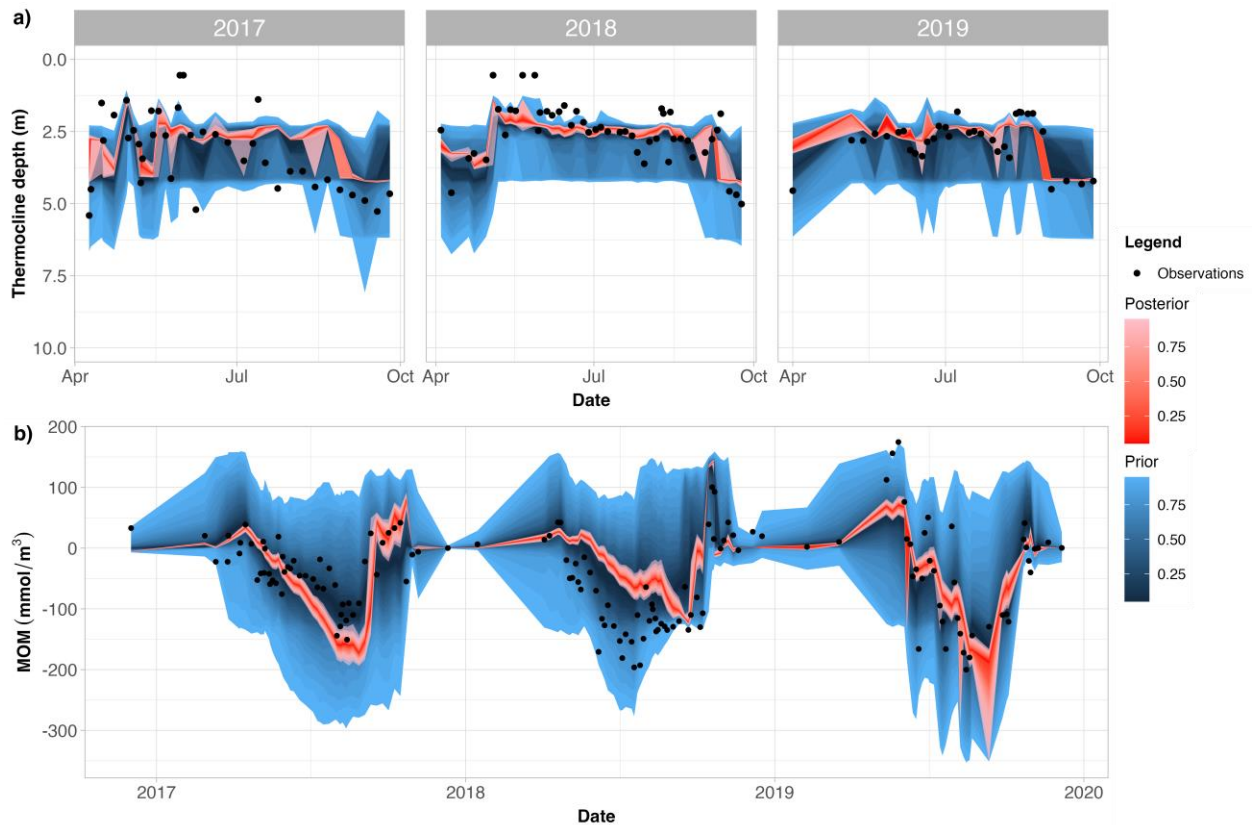 a)
2017
2018
2019
Thermocline depth (m)
0.0
2.5
5.0
7.5
10.0
Apr
Jul
Oct
Apr
Jul
Oct
Apr
Jul
Oct
Date
b)
MOM (mmol/m³)
200
100
0
-100
-200
-300
2017
2018
2019
2020
Date
Legend
Observations
Posterior
0.75
0.50
0.25
Prior
0.75
0.50
0.25